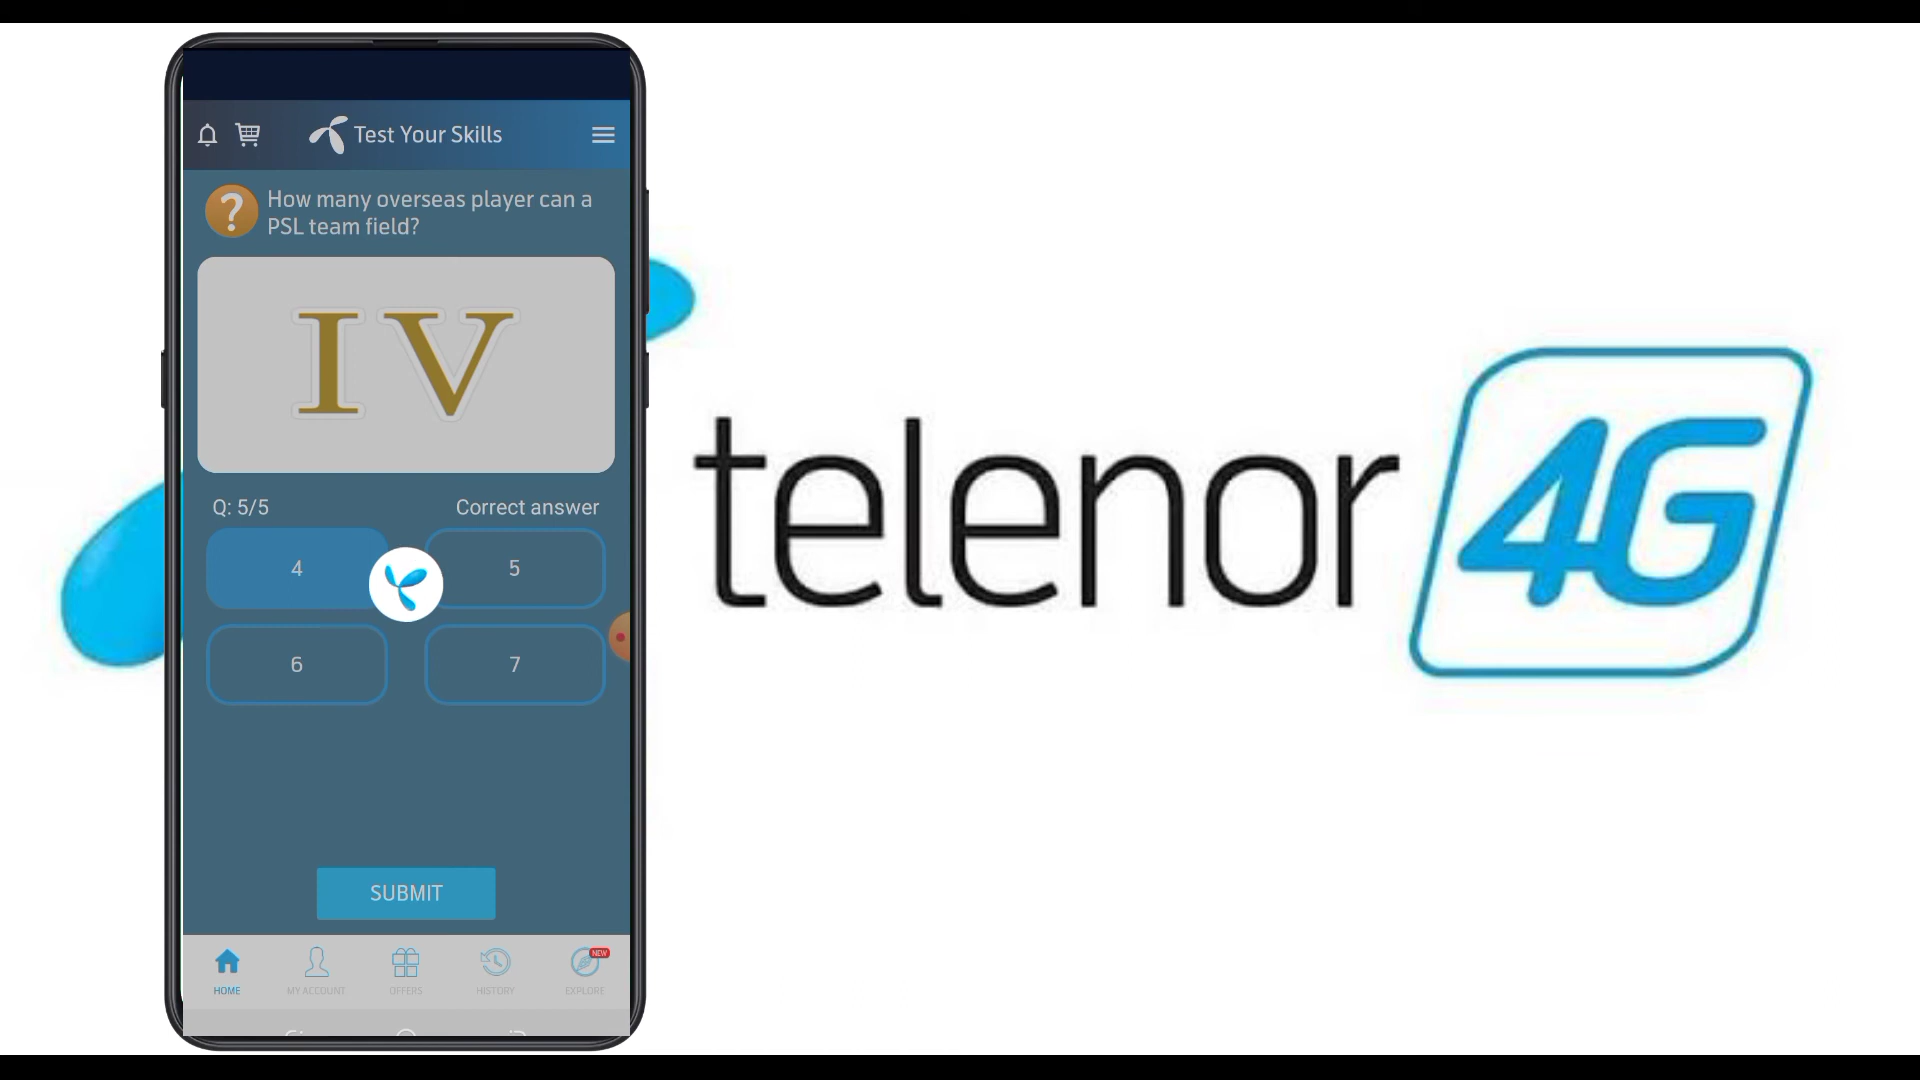 Test Your Skills
How many overseas player can a
PSL team field?
IV
Q: 5/5
Correct answer
4
5
6
7
SUBMIT
HOME
MY ACCOUNT
OFFERS
HISTORY
NEW
EXPLORE
telenor
4G